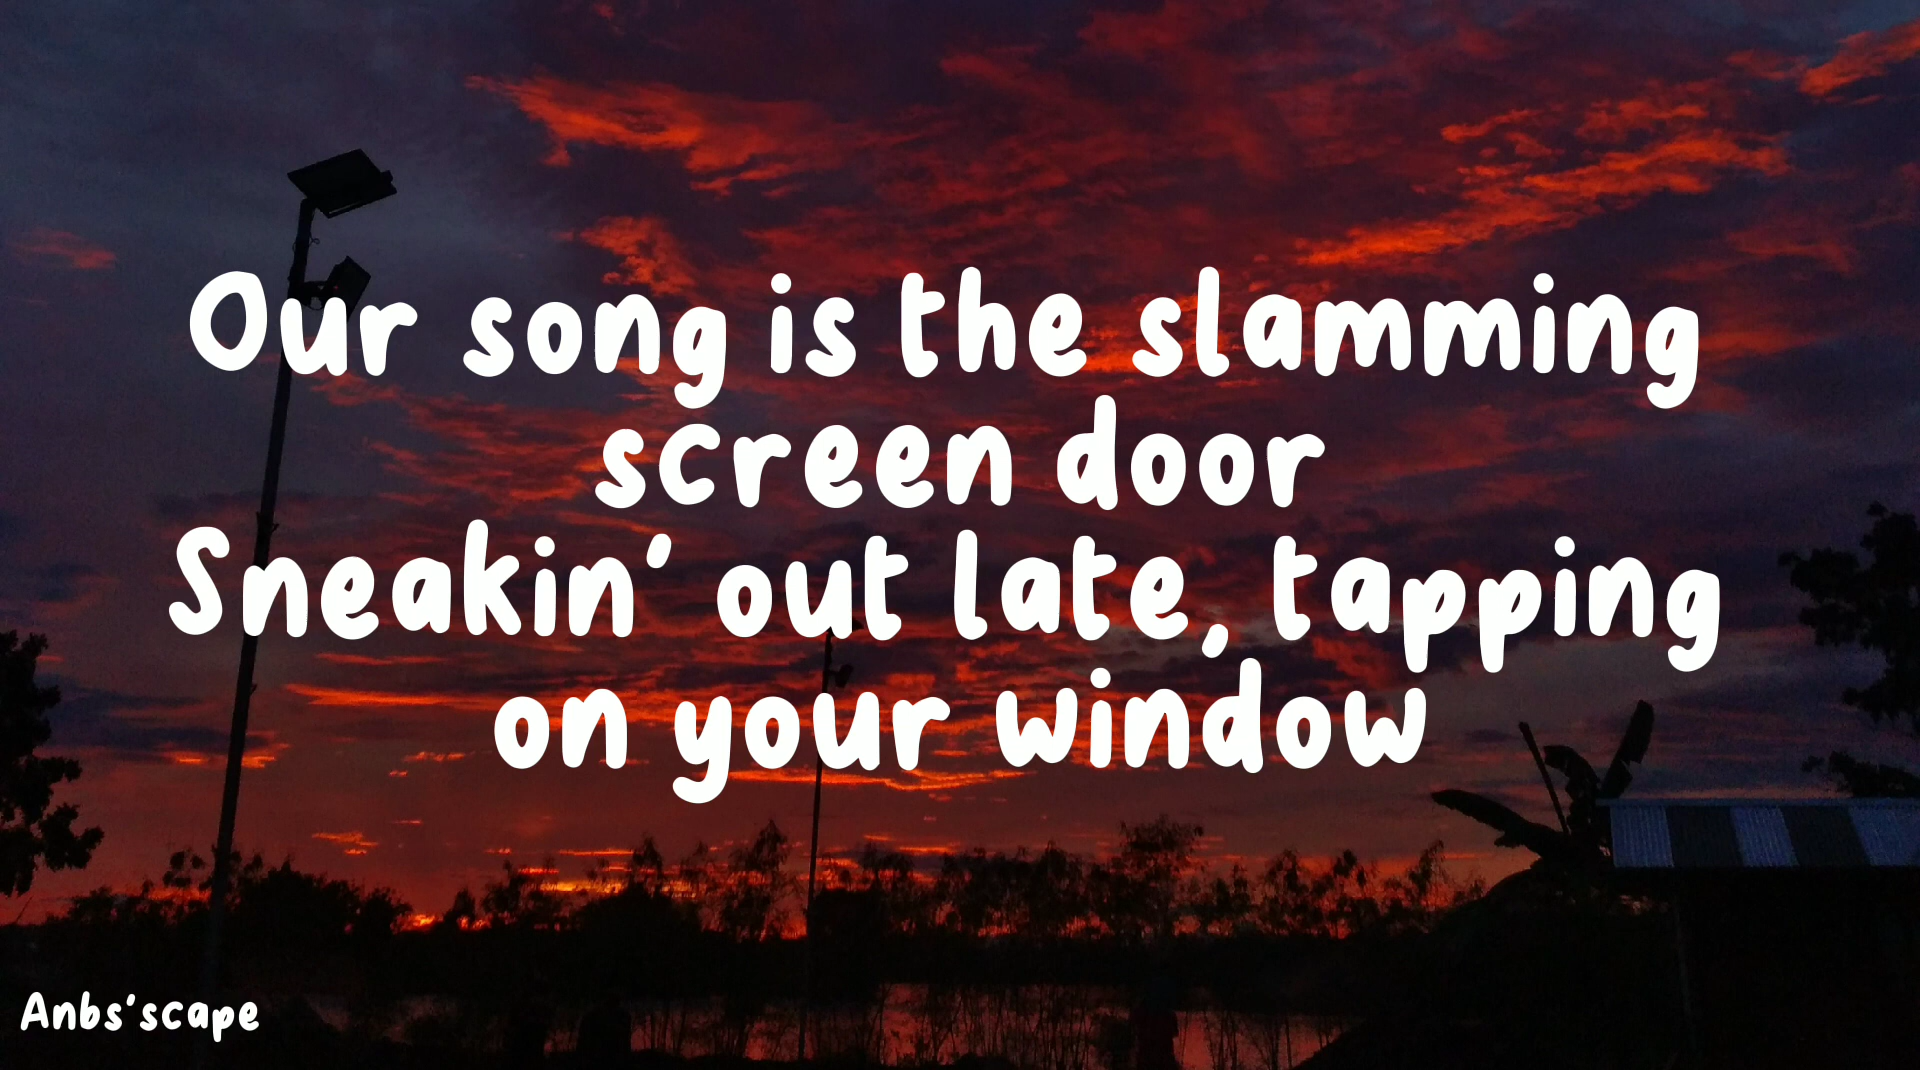 Our song is the slamming
screen door
Sneakin' out late, tapping
on your window
Anbs'scape